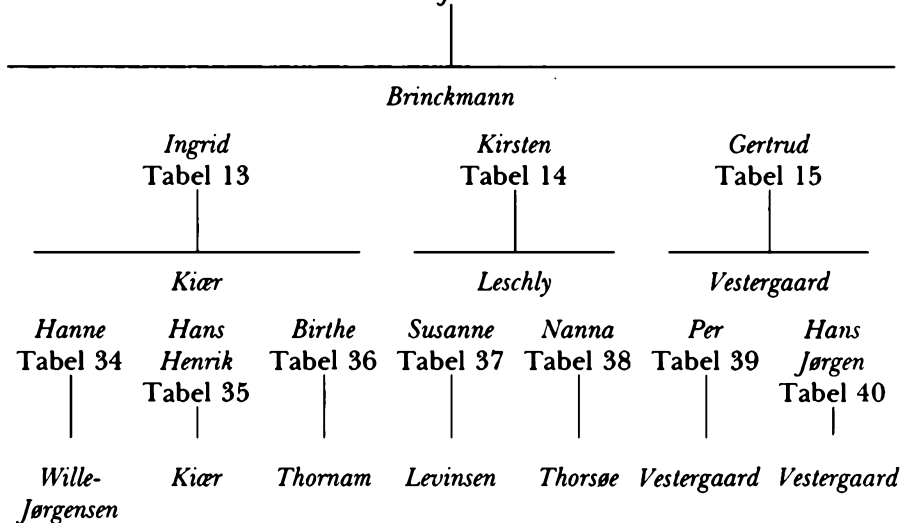 Brinckmann
Ingrid Kirsten Gertrud
Tabel 13 Tabel 14 Tabel 15
Kiær Leschly Vestergaard
Hanne Hans Birthe Susanne Nanna Per Hans
Tabel 34 Henrik Tabel 36 Tabel 37 Tabel 38 Tabel 39 Jørgen
Tabel 35 Tabel 40
Wille- Kiær Thornam Levinsen Thorsøe Vestergaard Vestergaard
Jørgensen